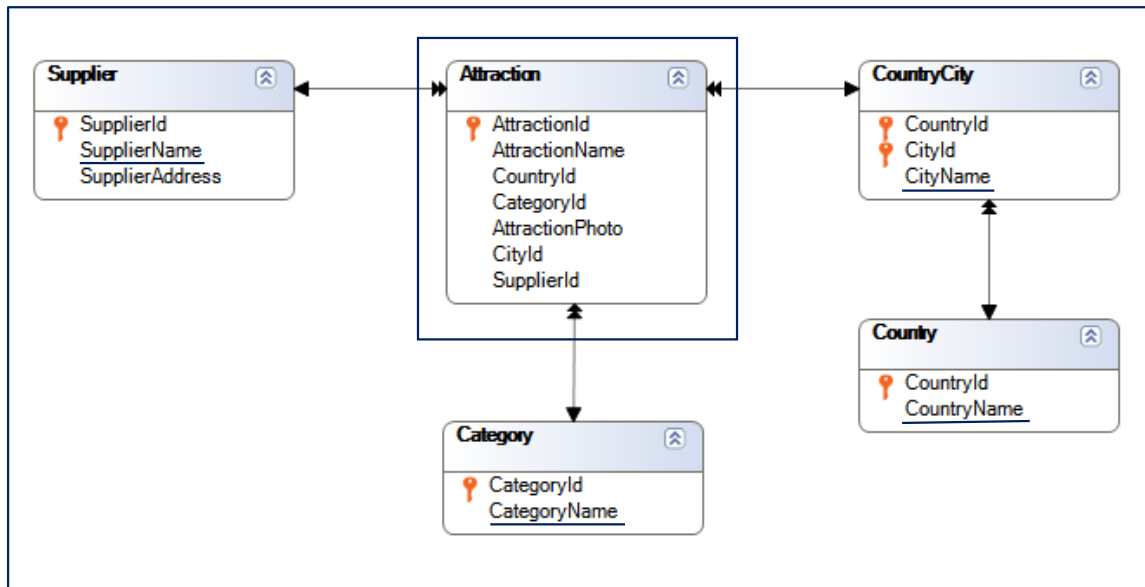 Supplier
SupplierId
SupplierName
SupplierAddress
Attraction
AttractionId
AttractionName
CountryId
CategoryId
AttractionPhoto
CityId
SupplierId
CountryCity
CountryId
CityId
CityName
Country
CountryId
CountryName
Category
CategoryId
CategoryName